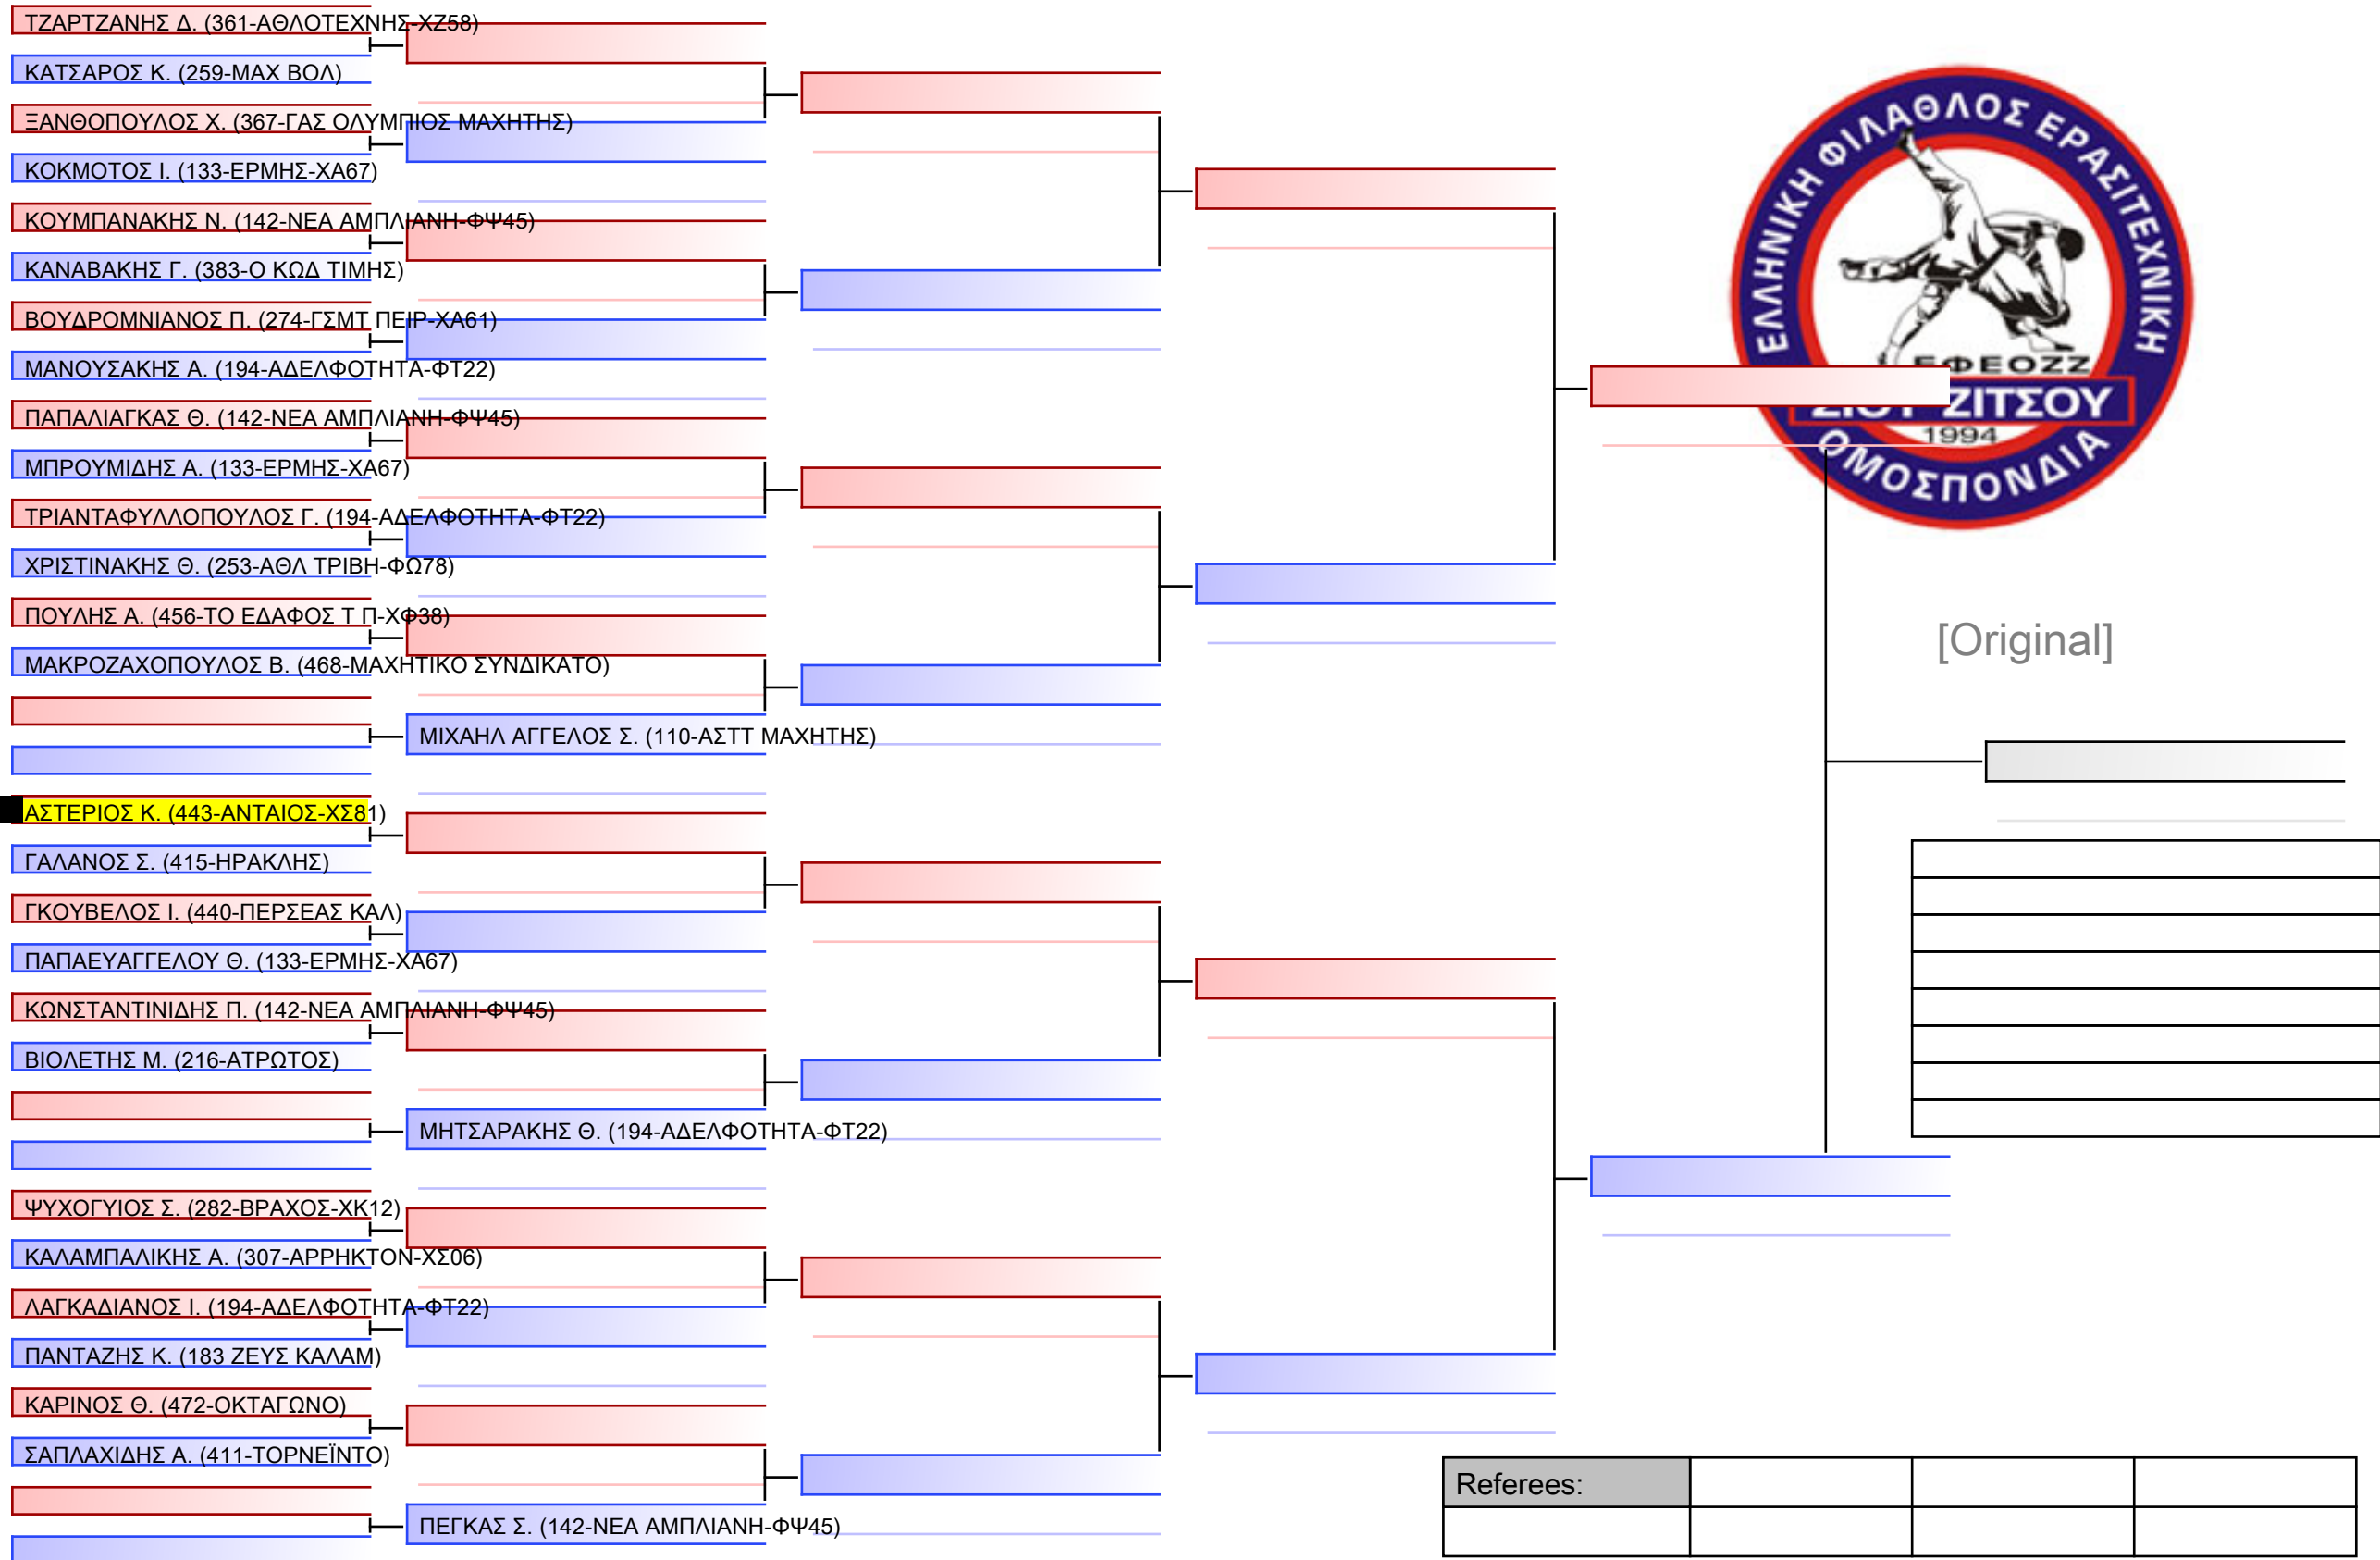 ΤΖΑΡΤΖΑΝΗΣ Δ. (361-ΑΘΛΟΤΕΧΝΗΣ-ΧΖ58)
ΚΑΤΣΑΡΟΣ Κ. (259-ΜΑΧ ΒΟΛ)
ΞΑΝΘΟΠΟΥΛΟΣ Χ. (367-ΓΑΣ ΟΛΥΜΠΙΟΣ ΜΑΧΗΤΗΣ)
ΚΟΚΜΟΤΟΣ Ι. (133-ΕΡΜΗΣ-ΧΑ67)
ΚΟΥΜΠΑΝΑΚΗΣ Ν. (142-ΝΕΑ ΑΜΠΛΙΑΝΗ-ΦΨ45)
ΚΑΝΑΒΑΚΗΣ Γ. (383-Ο ΚΩΔ ΤΙΜΗΣ)
ΒΟΥΔΡΟΜΝΙΑΝΟΣ Π. (274-ΓΣΜΤ ΠΕΙΡ-ΧΑ61)
ΜΑΝΟΥΣΑΚΗΣ Α. (194-ΑΔΕΛΦΟΤΗΤΑ-ΦΤ22)
ΠΑΠΑΛΙΑΓΚΑΣ Θ. (142-ΝΕΑ ΑΜΠΛΙΑΝΗ-ΦΨ45)
ΜΠΡΟΥΜΙΔΗΣ Α. (133-ΕΡΜΗΣ-ΧΑ67)
ΤΡΙΑΝΤΑΦΥΛΛΟΠΟΥΛΟΣ Γ. (194-ΑΔΕΛΦΟΤΗΤΑ-ΦΤ22)
ΧΡΙΣΤΙΝΑΚΗΣ Θ. (253-ΑΘΛ ΤΡΙΒΗ-ΦΩ78)
ΠΟΥΛΗΣ Α. (456-ΤΟ ΕΔΑΦΟΣ Τ Π-ΧΦ38)
ΜΑΚΡΟΖΑΧΟΠΟΥΛΟΣ Β. (468-ΜΑΧΗΤΙΚΟ ΣΥΝΔΙΚΑΤΟ)
ΜΙΧΑΗΛ ΑΓΓΕΛΟΣ Σ. (110-ΑΣΤΤ ΜΑΧΗΤΗΣ)
ΑΣΤΕΡΙΟΣ Κ. (443-ΑΝΤΑΙΟΣ-ΧΣ81)
ΓΑΛΑΝΟΣ Σ. (415-ΗΡΑΚΛΗΣ)
ΓΚΟΥΒΕΛΟΣ Ι. (440-ΠΕΡΣΕΑΣ ΚΑΛ)
ΠΑΠΑΕΥΑΓΓΕΛΟΥ Θ. (133-ΕΡΜΗΣ-ΧΑ67)
ΚΩΝΣΤΑΝΤΙΝΙΔΗΣ Π. (142-ΝΕΑ ΑΜΠΛΙΑΝΗ-ΦΨ45)
ΒΙΟΛΕΤΗΣ Μ. (216-ΑΤΡΩΤΟΣ)
ΜΗΤΣΑΡΑΚΗΣ Θ. (194-ΑΔΕΛΦΟΤΗΤΑ-ΦΤ22)
ΨΥΧΟΓΥΙΟΣ Σ. (282-ΒΡΑΧΟΣ-ΧΚ12)
ΚΑΛΑΜΠΑΛΙΚΗΣ Α. (307-ΑΡΡΗΚΤΟΝ-ΧΣ06)
ΛΑΓΚΑΔΙΑΝΟΣ Ι. (194-ΑΔΕΛΦΟΤΗΤΑ-ΦΤ22)
ΠΑΝΤΑΖΗΣ Κ. (183 ΖΕΥΣ ΚΑΛΑΜ)
ΚΑΡΙΝΟΣ Θ. (472-ΟΚΤΑΓΩΝΟ)
ΣΑΠΛΑΧΙΔΗΣ Α. (411-ΤΟΡΝΕΪΝΤΟ)
ΠΕΓΚΑΣ Σ. (142-ΝΕΑ ΑΜΠΛΙΑΝΗ-ΦΨ45)
ΕΛΛΗΝΙΚΗ ΦΙΛΑΘΛΟΣ ΕΡΑΣΙΤΕΧΝΙΚΗ
ΕΦΕΟΖΖ
ΖΙΟΥ ΖΙΤΣΟΥ
1994
ΟΜΟΣΠΟΝΔΙΑ
[Original]
Referees: